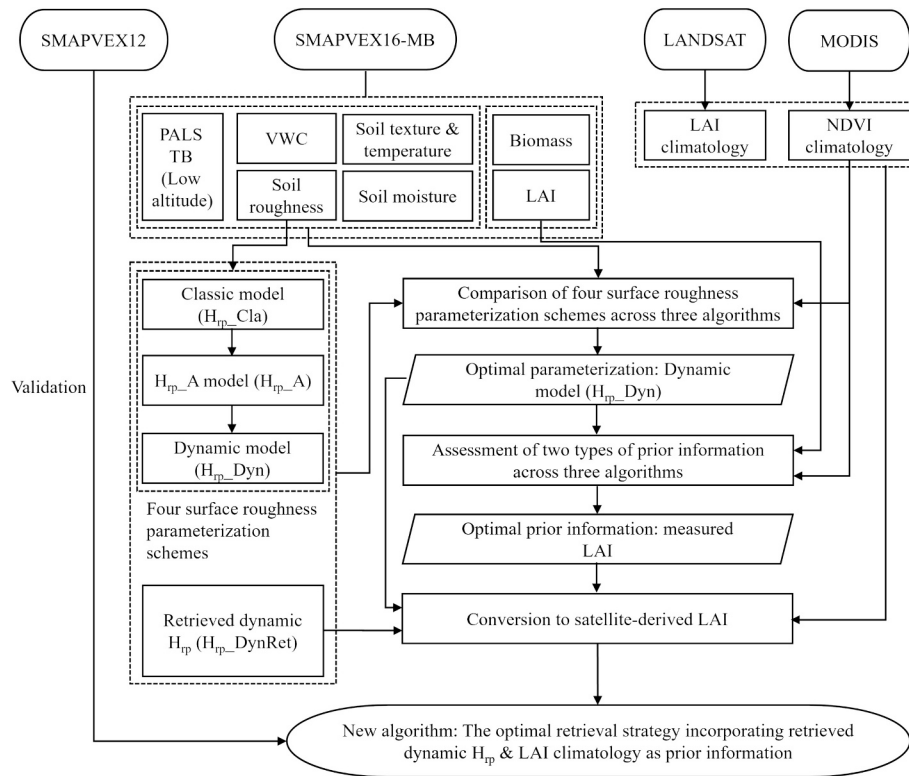 SMAPVEX12
SMAPVEX16-MB
LANDSAT
MODIS
PALS
TB
(Low
altitude)
VWC
Soil texture &
temperature
Soil
roughness
Soil moisture
Biomass
LAI
LAI
climatology
NDVI
climatology
Classic model
(Hrp_Cla)
Hrp_A model (Hrp_A)
Dynamic model
(Hrp_Dyn)
Four surface roughness
parameterization
schemes
Retrieved dynamic
Hrp (Hrp_DynRet)
Validation
Comparison of four surface roughness
parameterization schemes across three algorithms
Optimal parameterization: Dynamic
model (Hrp_Dyn)
Assessment of two types of prior information
across three algorithms
Optimal prior information: measured
LAI
Conversion to satellite-derived LAI
New algorithm: The optimal retrieval strategy incorporating retrieved
dynamic Hrp & LAI climatology as prior information